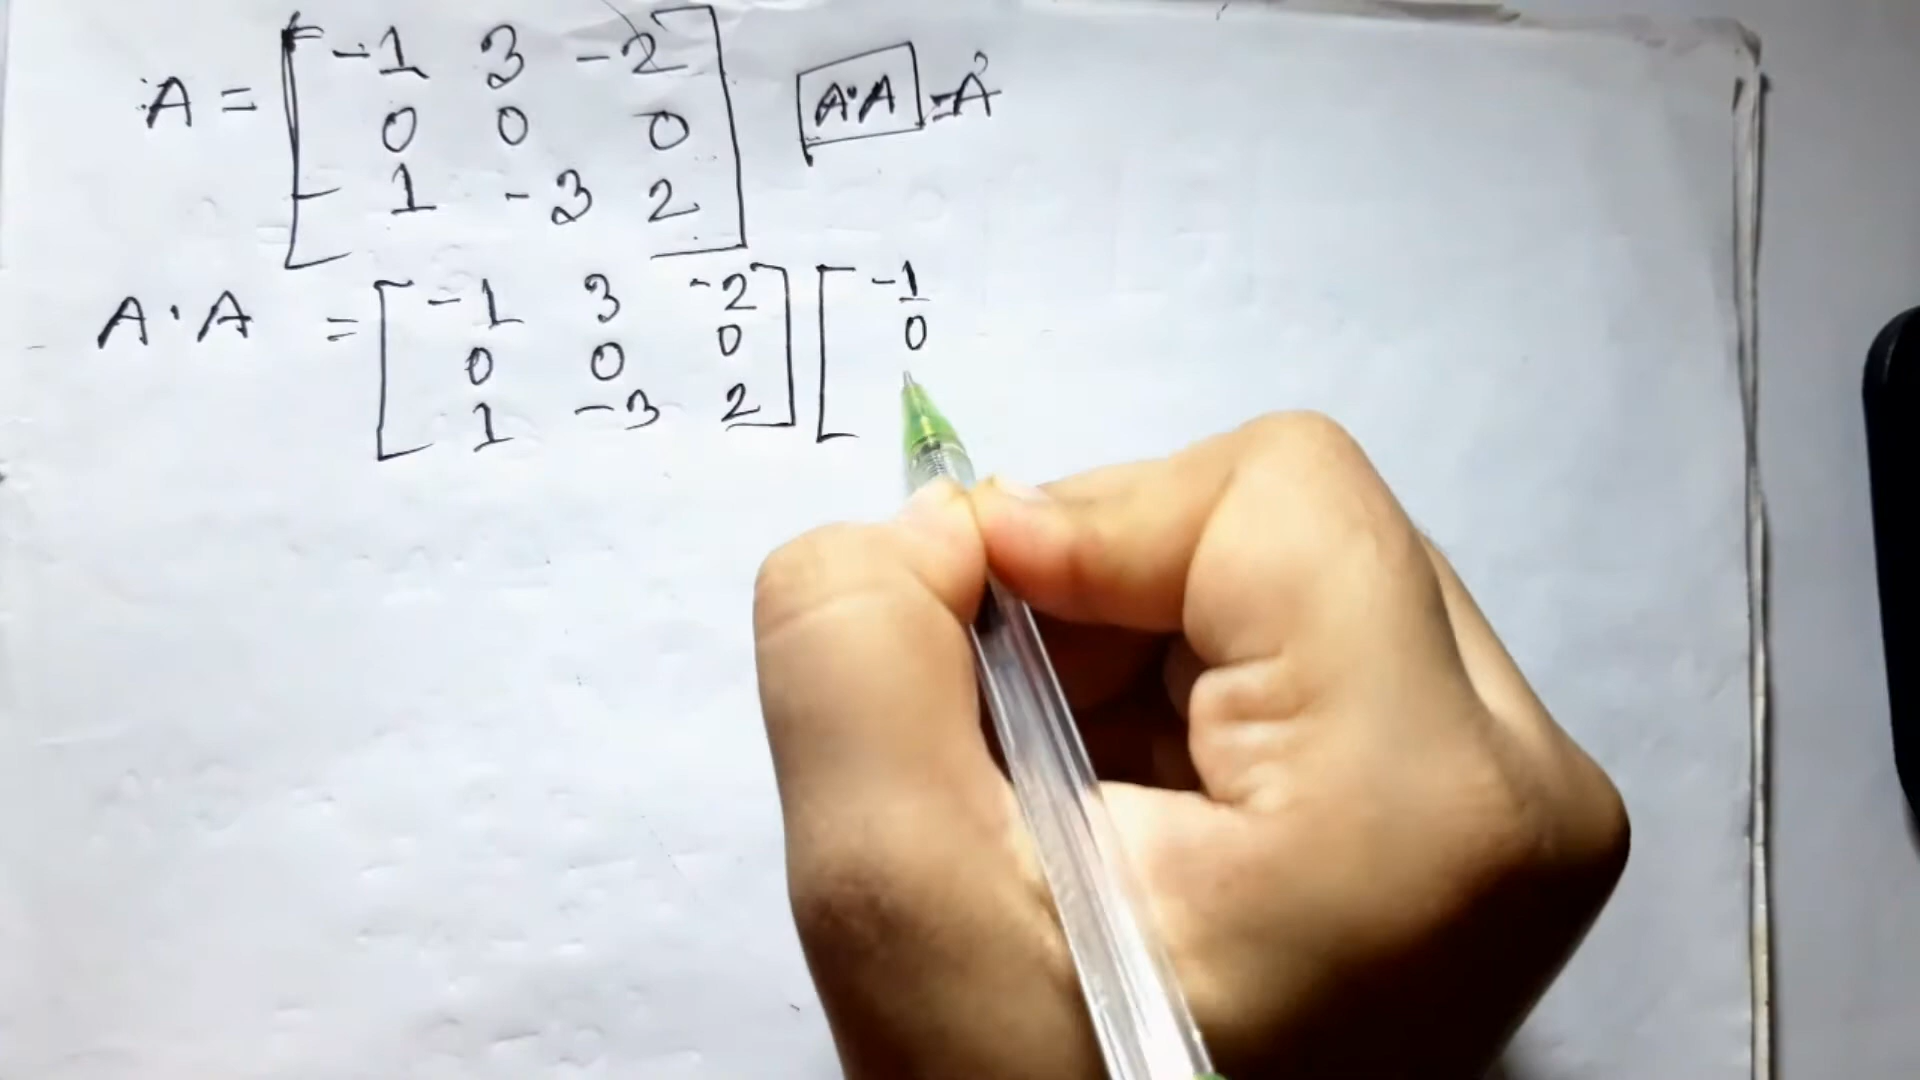 A = [ -1 3 -2
0 0 0
1 -3 2 ] A·A = A²
A·A = [ -1 3 -2
0 0 0
1 -3 2 ] [ -1
0